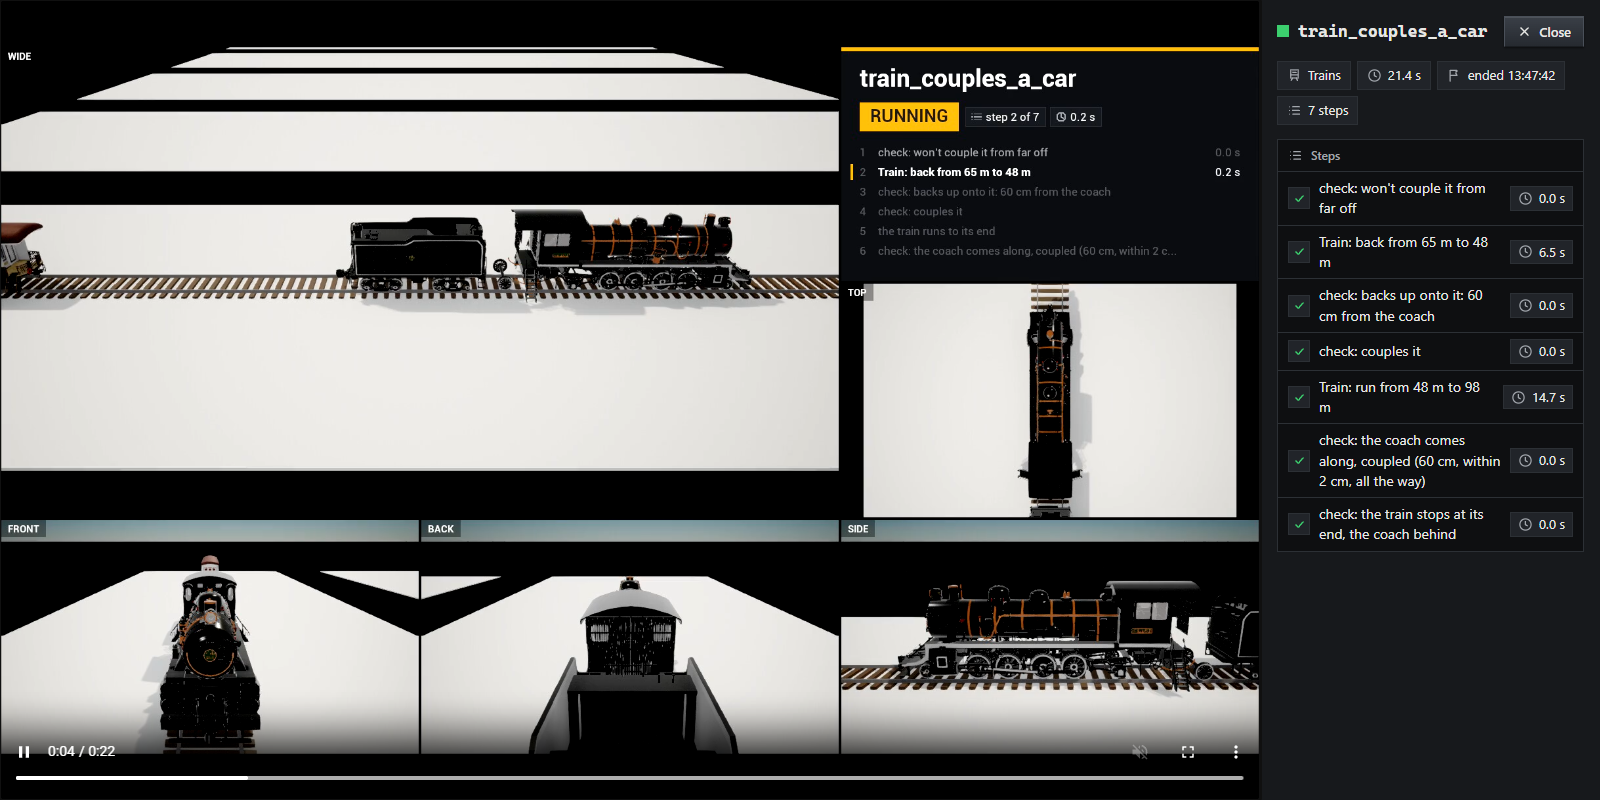 WIDE
train_couples_a_car
RUNNING
step 2 of 7
0.2 s
1 check: won't couple it from far off 0.0 s
2 Train: back from 65 m to 48 m 0.2 s
3 check: backs up onto it: 60 cm from the coach
4 check: couples it
5 the train runs to its end
6 check: the coach comes along, coupled (60 cm, within 2 c...
TOP
FRONT
BACK
SIDE
0:04 / 0:22
train_couples_a_car
Close
Trains
21.4 s
ended 13:47:42
7 steps
Steps
check: won't couple it from
far off
0.0 s
Train: back from 65 m to 48
m
6.5 s
check: backs up onto it: 60
cm from the coach
0.0 s
check: couples it
0.0 s
Train: run from 48 m to 98
m
14.7 s
check: the coach comes
along, coupled (60 cm, within
2 cm, all the way)
0.0 s
check: the train stops at its
end, the coach behind
0.0 s